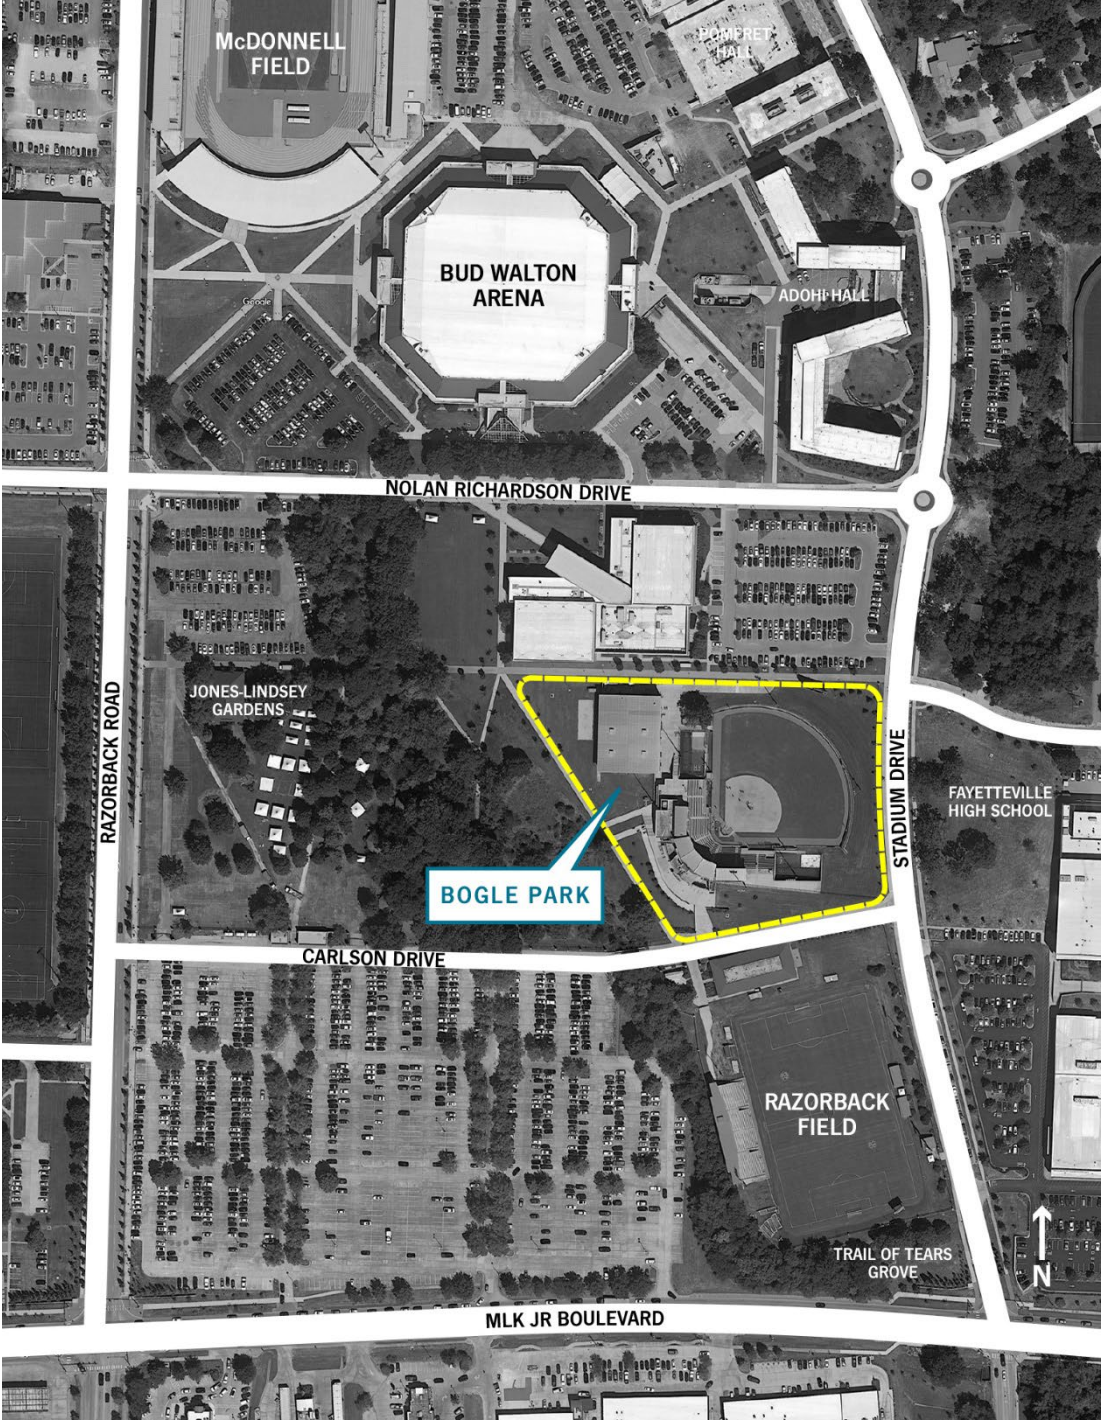 McDONNELL
FIELD
POMFRET
HALL
BUD WALTON
ARENA
ADOHI HALL
Google
NOLAN RICHARDSON DRIVE
JONES-LINDSEY
GARDENS
RAZORBACK ROAD
STADIUM DRIVE
FAYETTEVILLE
HIGH SCHOOL
BOGLE PARK
CARLSON DRIVE
RAZORBACK
FIELD
TRAIL OF TEARS
GROVE
N
MLK JR BOULEVARD